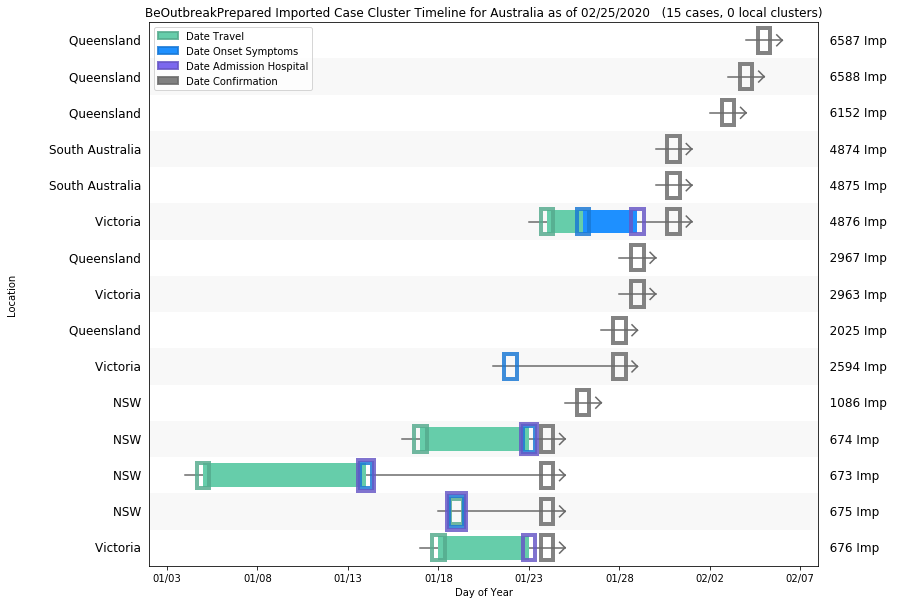 BeOutbreakPrepared Imported Case Cluster Timeline for Australia as of 02/25/2020 (15 cases, 0 local clusters)
Date Travel
Date Onset Symptoms
Date Admission Hospital
Date Confirmation
Queensland 6587 Imp
Queensland 6588 Imp
Queensland 6152 Imp
South Australia 4874 Imp
South Australia 4875 Imp
Victoria 4876 Imp
Queensland 2967 Imp
Victoria 2963 Imp
Queensland 2025 Imp
Victoria 2594 Imp
NSW 1086 Imp
NSW 674 Imp
NSW 673 Imp
NSW 675 Imp
Victoria 676 Imp
Location
01/03 01/08 01/13 01/18 01/23 01/28 02/02 02/07
Day of Year